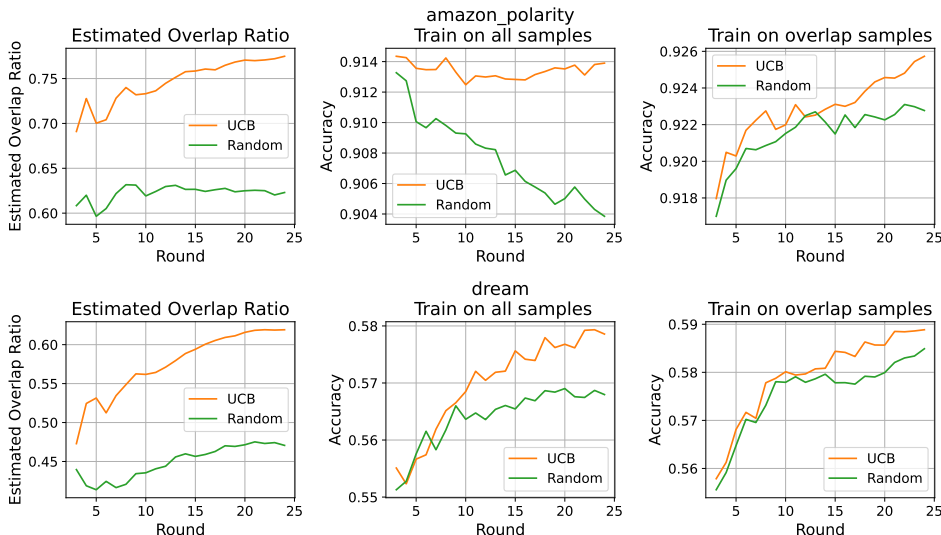 amazon_polarity
Estimated Overlap Ratio
Estimated Overlap Ratio
0.75
0.70
0.65
0.60
UCB
Random
5 10 15 20 25
Round
Train on all samples
Accuracy
0.914
0.912
0.910
0.908
0.906
0.904
UCB
Random
5 10 15 20 25
Round
Train on overlap samples
Accuracy
0.926
0.924
0.922
0.920
0.918
UCB
Random
5 10 15 20 25
Round
dream
Estimated Overlap Ratio
Estimated Overlap Ratio
0.60
0.55
0.50
0.45
UCB
Random
5 10 15 20 25
Round
Train on all samples
Accuracy
0.58
0.57
0.56
0.55
UCB
Random
5 10 15 20 25
Round
Train on overlap samples
Accuracy
0.59
0.58
0.57
0.56
UCB
Random
5 10 15 20 25
Round